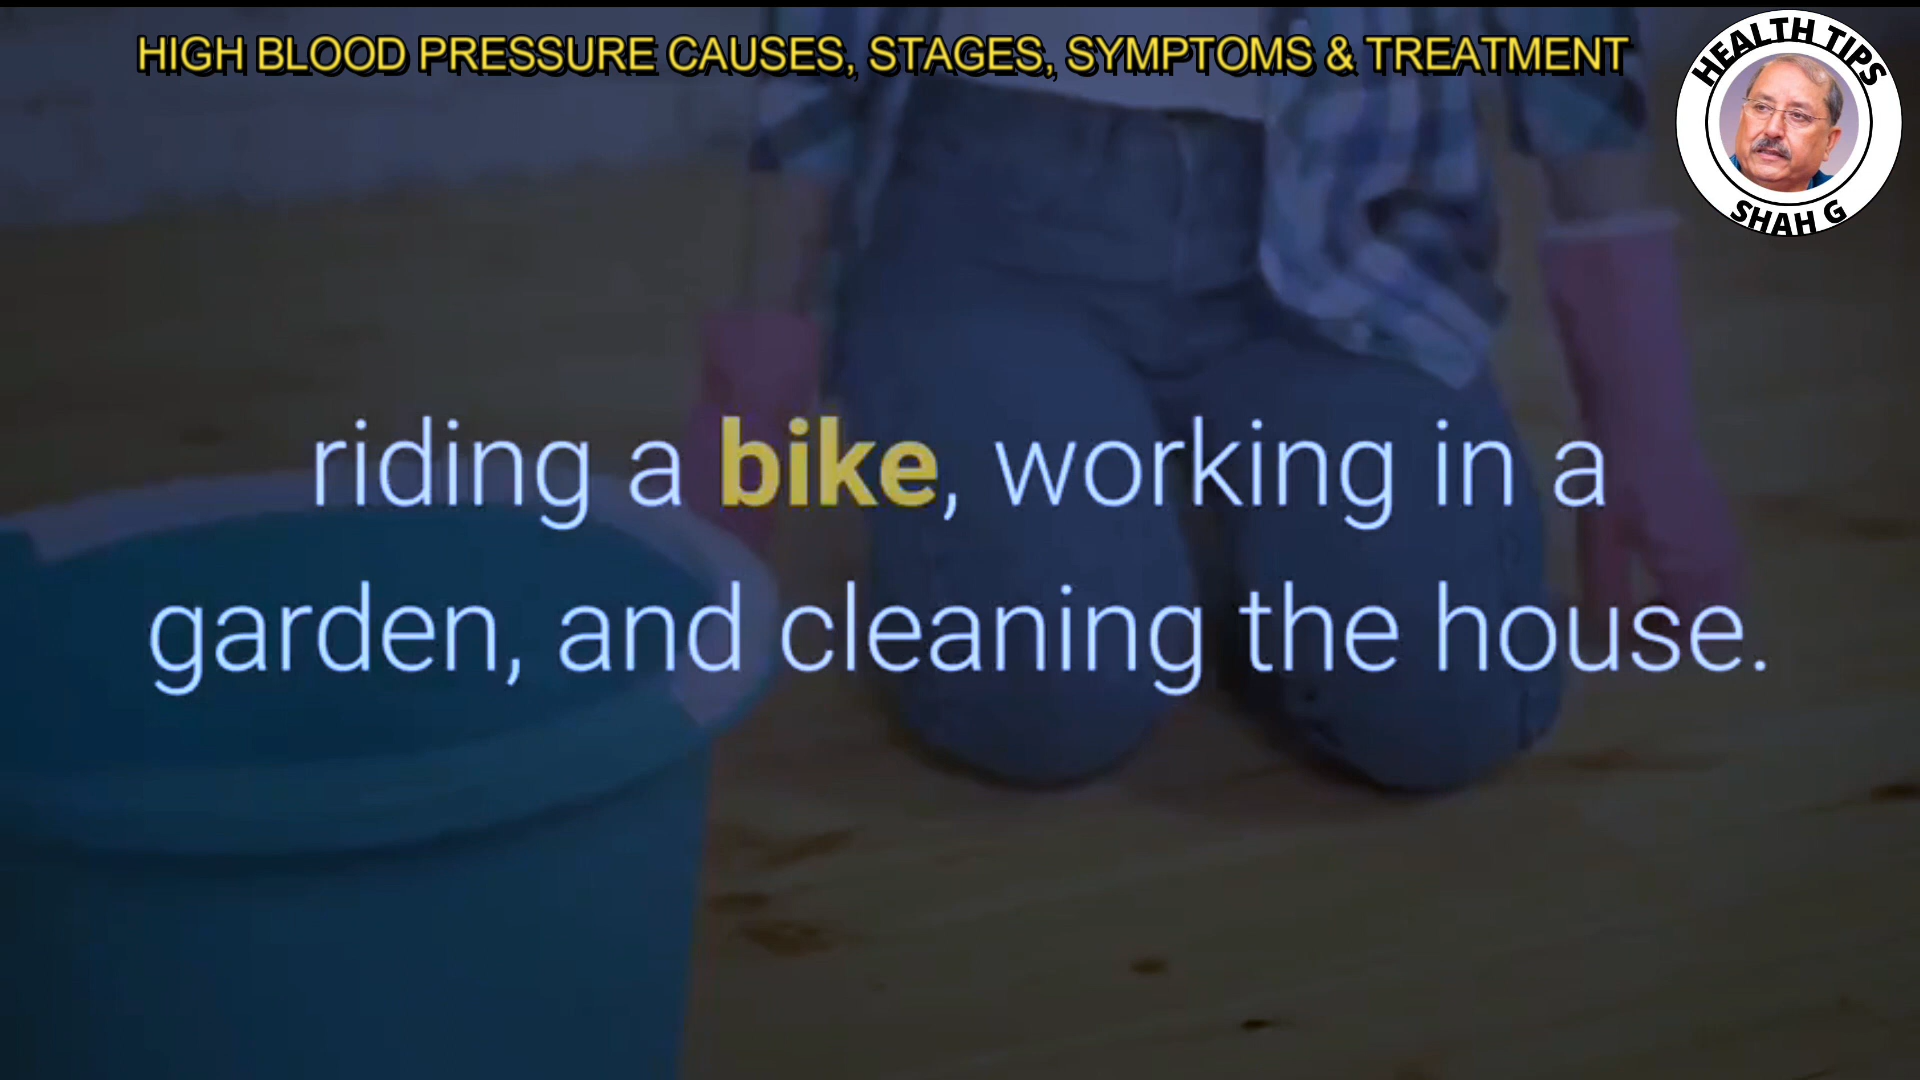 HIGH BLOOD PRESSURE CAUSES, STAGES, SYMPTOMS & TREATMENT
HEALTH TIPS
SHAH G
riding a bike, working in a
garden, and cleaning the house.